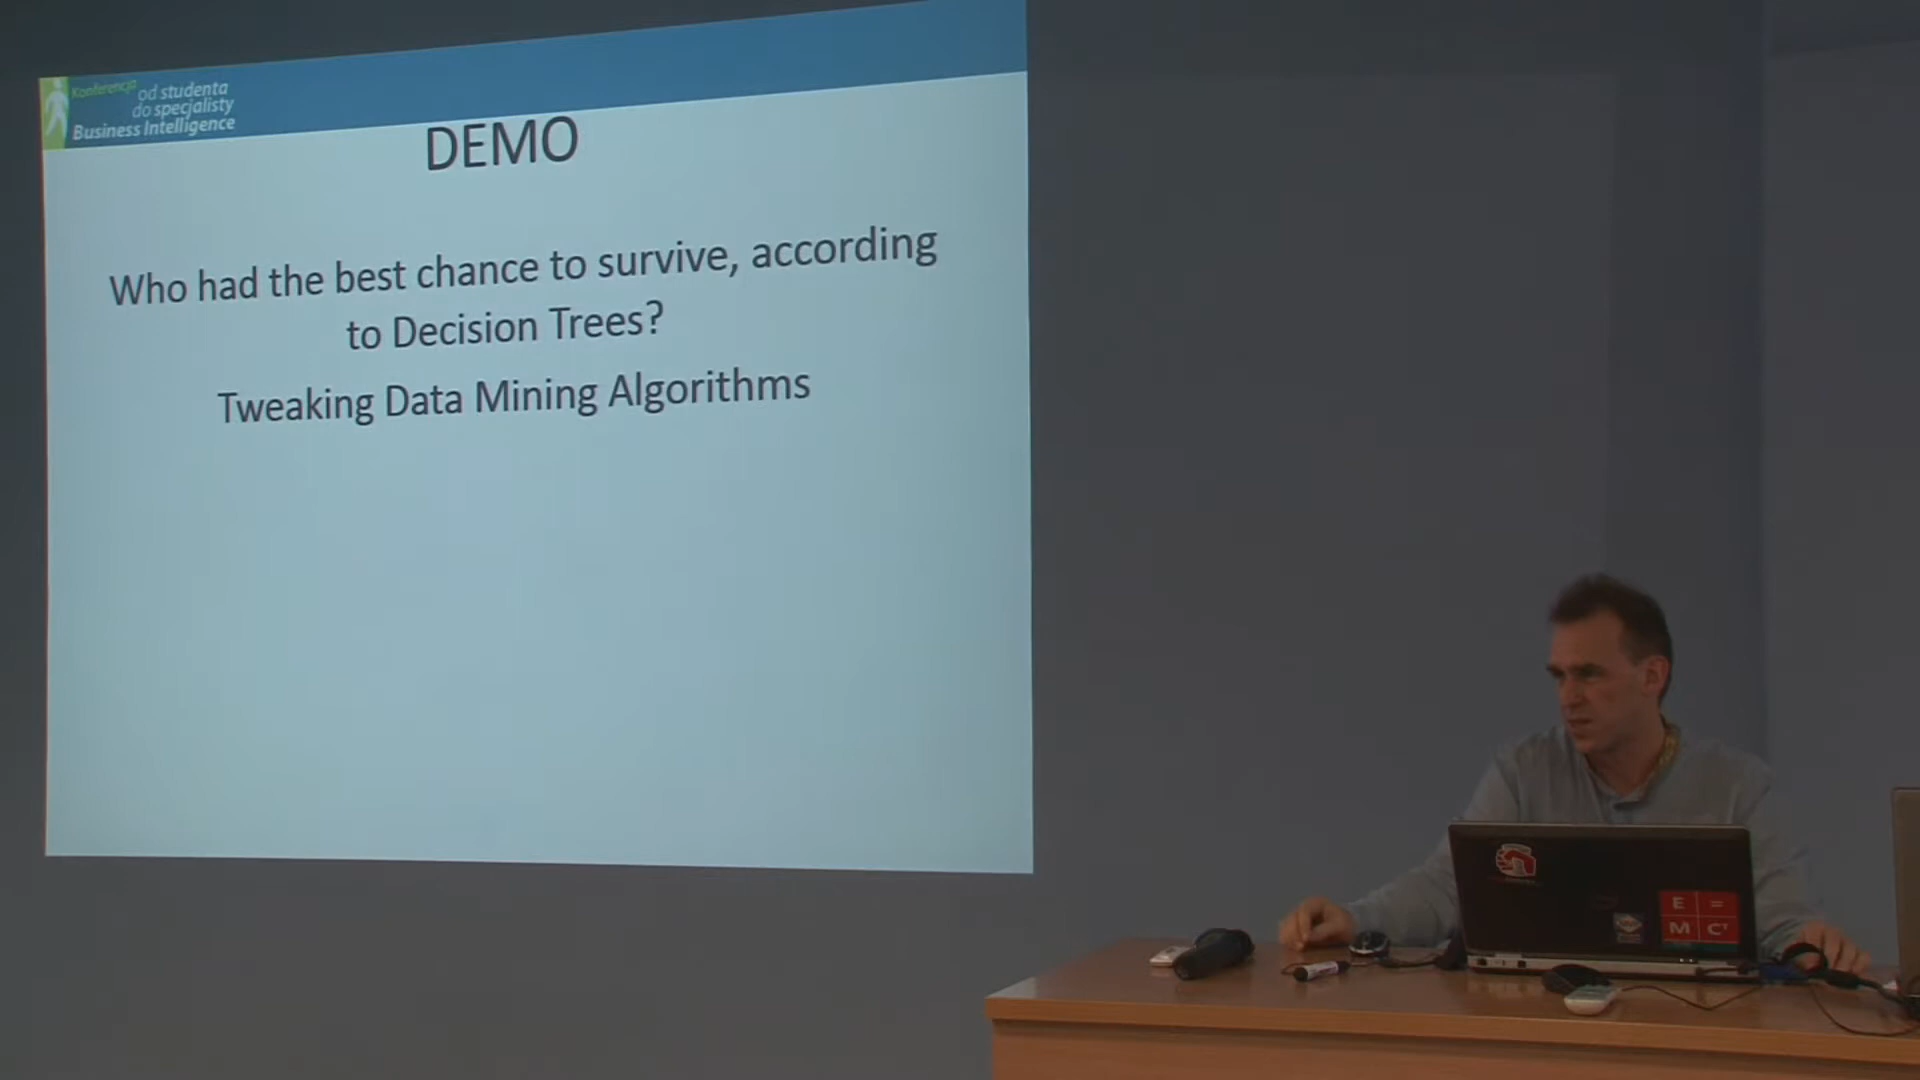 Konferencja
od studenta
do specjalisty
Business Intelligence
DEMO
Who had the best chance to survive, according
to Decision Trees?
Tweaking Data Mining Algorithms
E =
M C